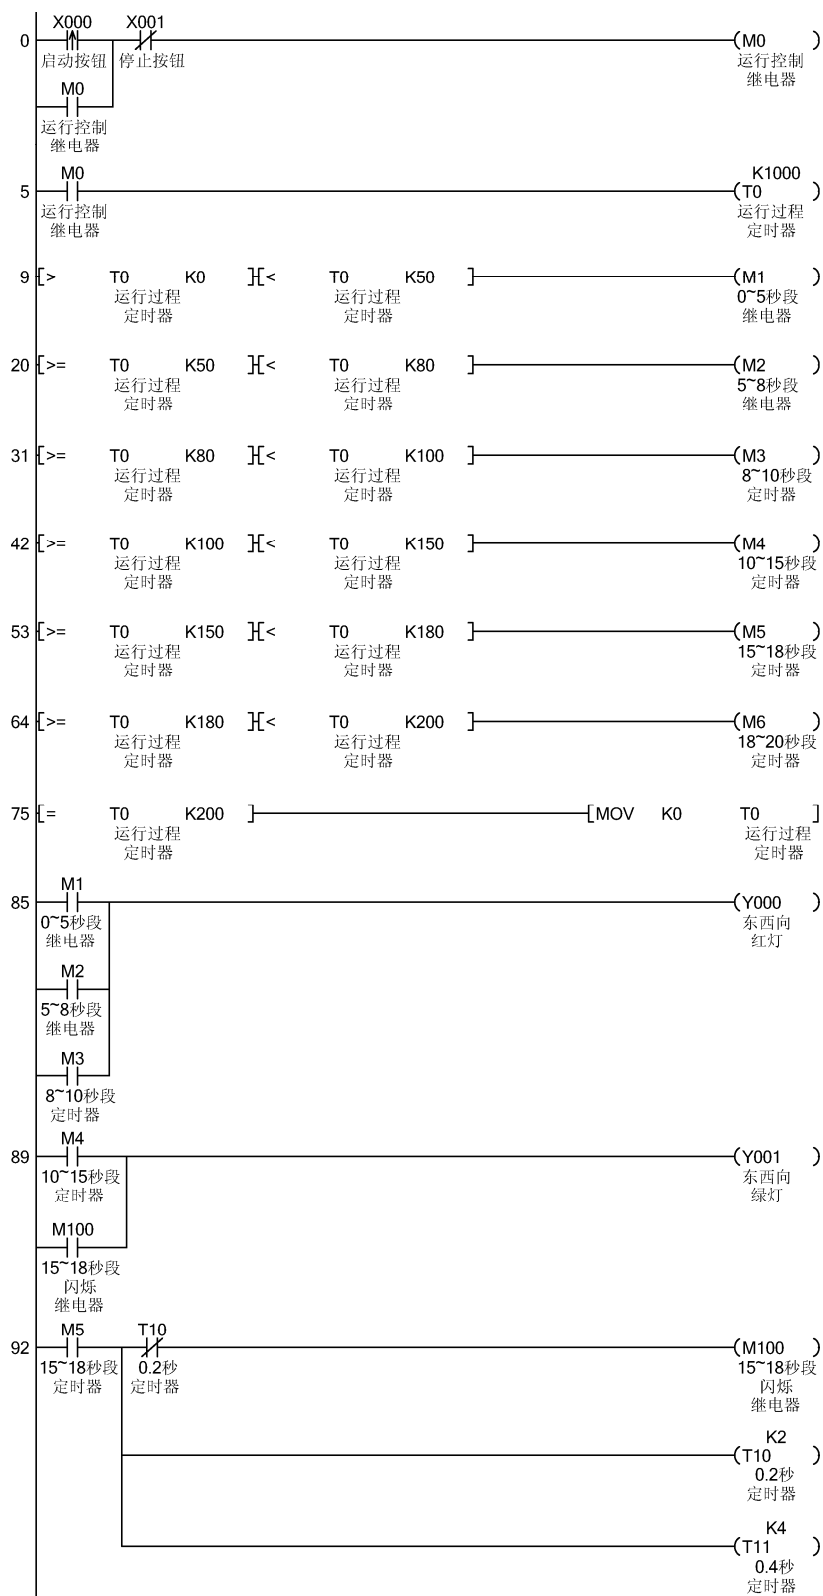 X000 X001
0 (M0 )
启动按钮 停止按钮 运行控制
继电器
M0
运行控制
继电器
M0 K1000
5 (T0 )
运行控制 运行过程
继电器 定时器
9 [> T0 K0 ][< T0 K50 ] (M1 )
运行过程 运行过程 0~5秒段
定时器 定时器 继电器
20 [>= T0 K50 ][< T0 K80 ] (M2 )
运行过程 运行过程 5~8秒段
定时器 定时器 继电器
31 [>= T0 K80 ][< T0 K100 ] (M3 )
运行过程 运行过程 8~10秒段
定时器 定时器 定时器
42 [>= T0 K100 ][< T0 K150 ] (M4 )
运行过程 运行过程 10~15秒段
定时器 定时器 定时器
53 [>= T0 K150 ][< T0 K180 ] (M5 )
运行过程 运行过程 15~18秒段
定时器 定时器 定时器
64 [>= T0 K180 ][< T0 K200 ] (M6 )
运行过程 运行过程 18~20秒段
定时器 定时器 定时器
75 [= T0 K200 ] [MOV K0 T0 ]
运行过程 运行过程
定时器 定时器
M1
85 (Y000 )
0~5秒段 东西向
继电器 红灯
M2
5~8秒段
继电器
M3
8~10秒段
定时器
M4
89 (Y001 )
10~15秒段 东西向
定时器 绿灯
M100
15~18秒段
闪烁
继电器
M5 T10
92 (M100 )
15~18秒段 0.2秒 15~18秒段
定时器 定时器 闪烁
继电器
K2
(T10 )
0.2秒
定时器
K4
(T11 )
0.4秒
定时器